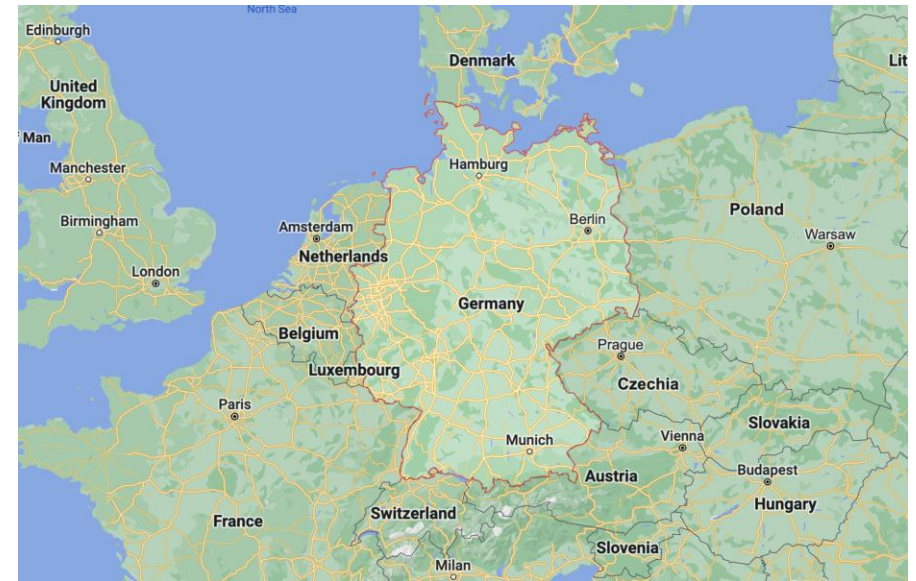 North Sea
Edinburgh
Denmark
Lit
United
Kingdom
Man
Hamburg
Manchester
Birmingham
Berlin
Poland
Amsterdam
Warsaw
Netherlands
London
Germany
Belgium
Prague
Luxembourg
Czechia
Paris
Slovakia
Munich
Vienna
Budapest
Austria
Hungary
Switzerland
France
Slovenia
Milan